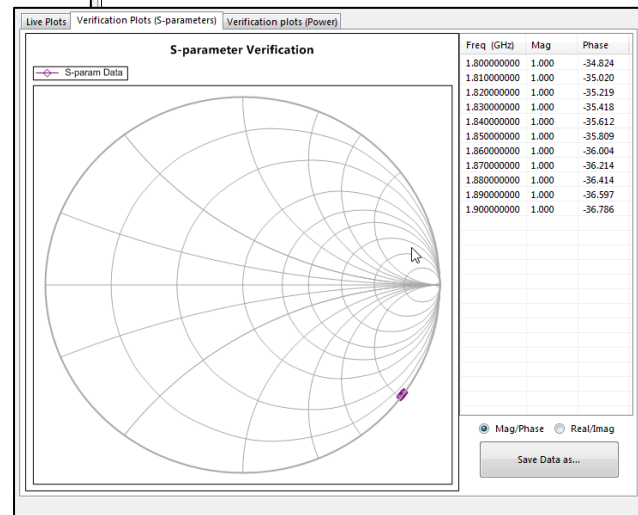 Live Plots Verification Plots (S-parameters) Verification plots (Power)
S-parameter Verification
S-param Data
Freq (GHz) Mag Phase
1.800000000 1.000 -34.824
1.810000000 1.000 -35.020
1.820000000 1.000 -35.219
1.830000000 1.000 -35.418
1.840000000 1.000 -35.612
1.850000000 1.000 -35.809
1.860000000 1.000 -36.004
1.870000000 1.000 -36.214
1.880000000 1.000 -36.414
1.890000000 1.000 -36.597
1.900000000 1.000 -36.786
Mag/Phase Real/Imag
Save Data as...